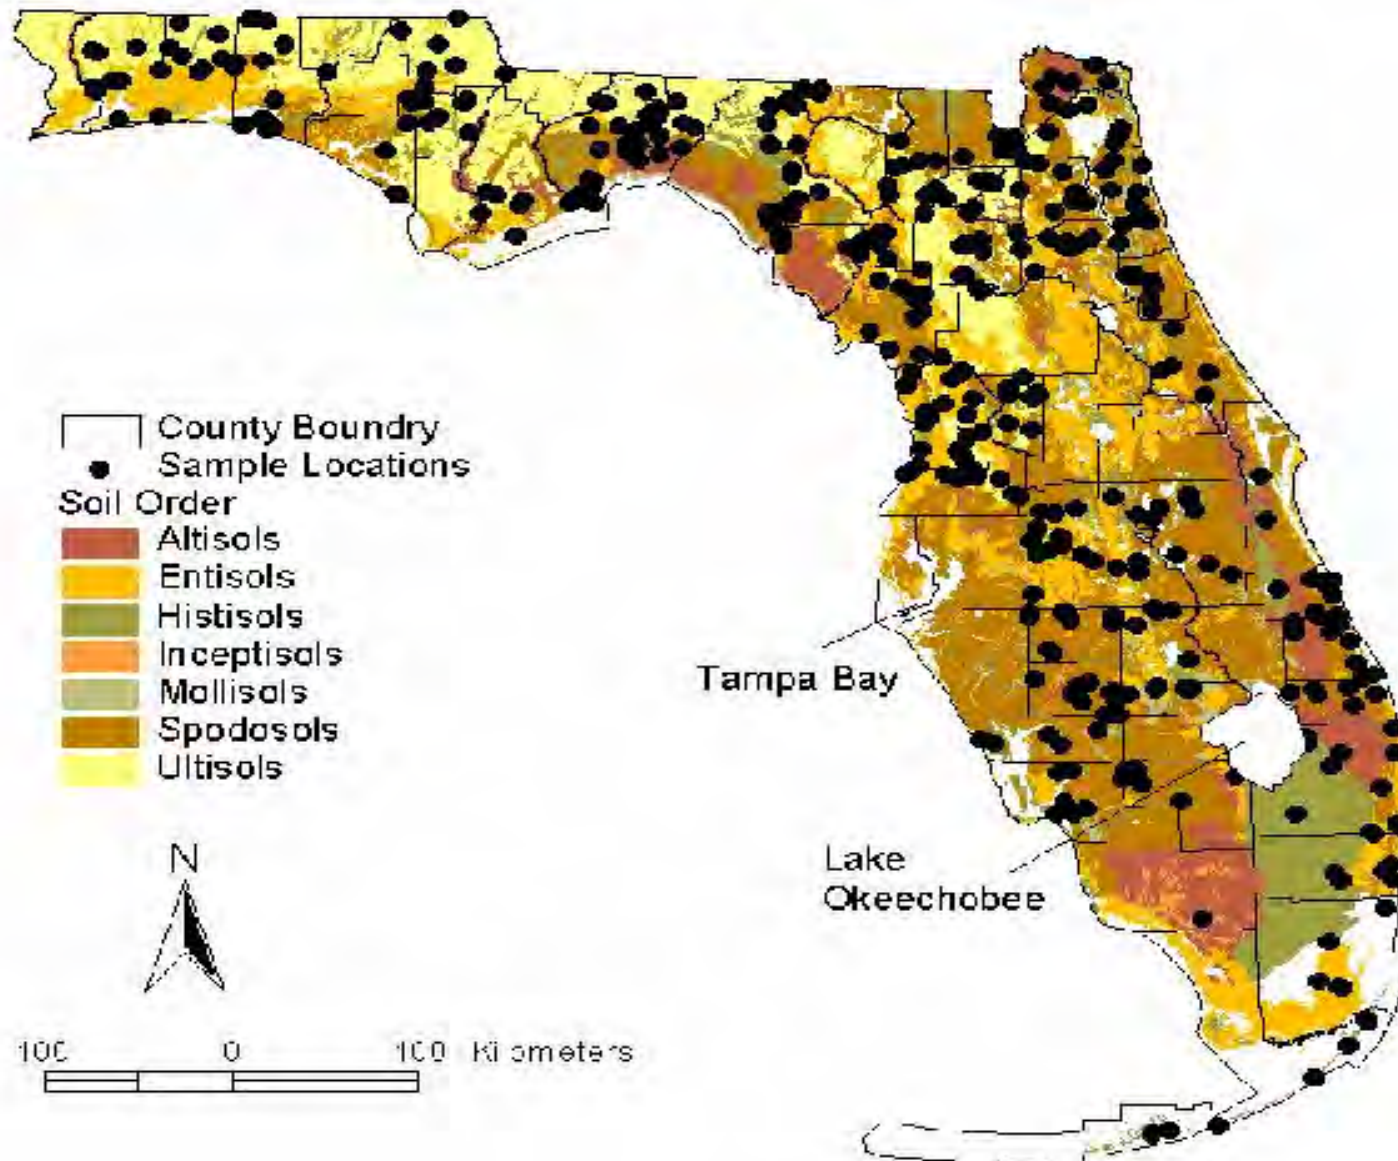 County Boundry
Sample Locations
Soil Order
Altisols
Entisols
Histisols
Inceptisols
Mollisols
Spodosols
Ultisols
Tampa Bay
Lake
Okeechobee
N
100 0 100 Kilometers